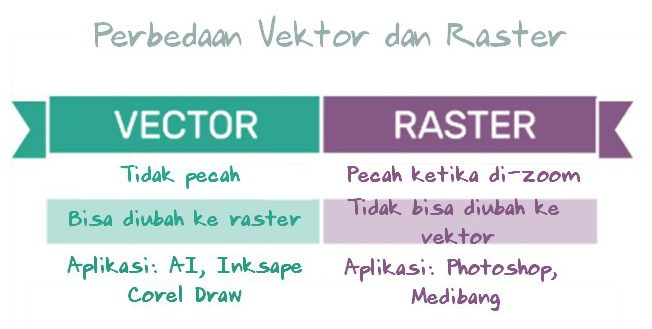 Perbedaan Vektor dan Raster
VECTOR
RASTER
Tidak pecah
Pecah ketika di-zoom
Bisa diubah ke raster
Tidak bisa diubah ke
vektor
Aplikasi: AI, Inksape
Corel Draw
Aplikasi: Photoshop,
Medibang